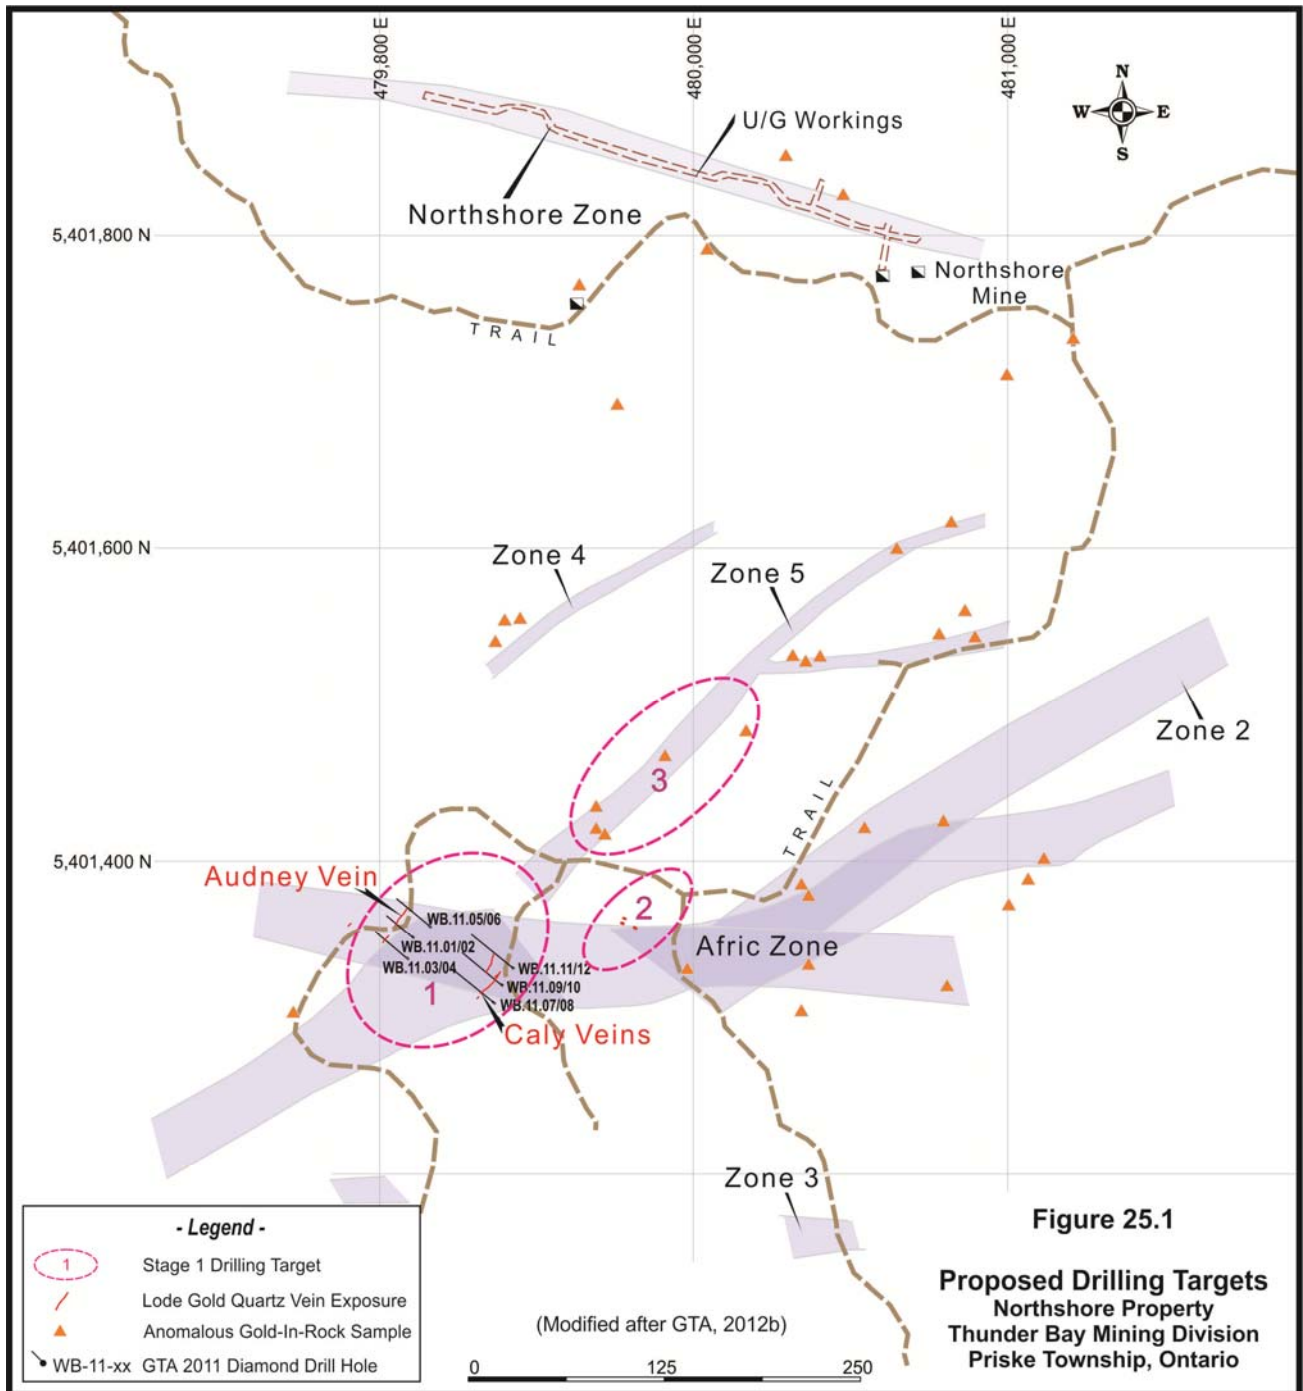 479,800 E
480,000 E
481,000 E
N
W E
S
U/G Workings
Northshore Zone
5,401,800 N
Northshore
Mine
TRAIL
5,401,600 N
Zone 4
Zone 5
Zone 2
3
TRAIL
5,401,400 N
Audney Vein
2
WB.11.05/06
WB.11.01/02
Afric Zone
WB.11.03/04
WB.11.11/12
WB.11.09/10
1
WB.11.07/08
Caly Veins
Zone 3
- Legend -
1 Stage 1 Drilling Target
Lode Gold Quartz Vein Exposure
Anomalous Gold-In-Rock Sample
WB-11-xx GTA 2011 Diamond Drill Hole
(Modified after GTA, 2012b)
0 125 250
Figure 25.1
Proposed Drilling Targets
Northshore Property
Thunder Bay Mining Division
Priske Township, Ontario